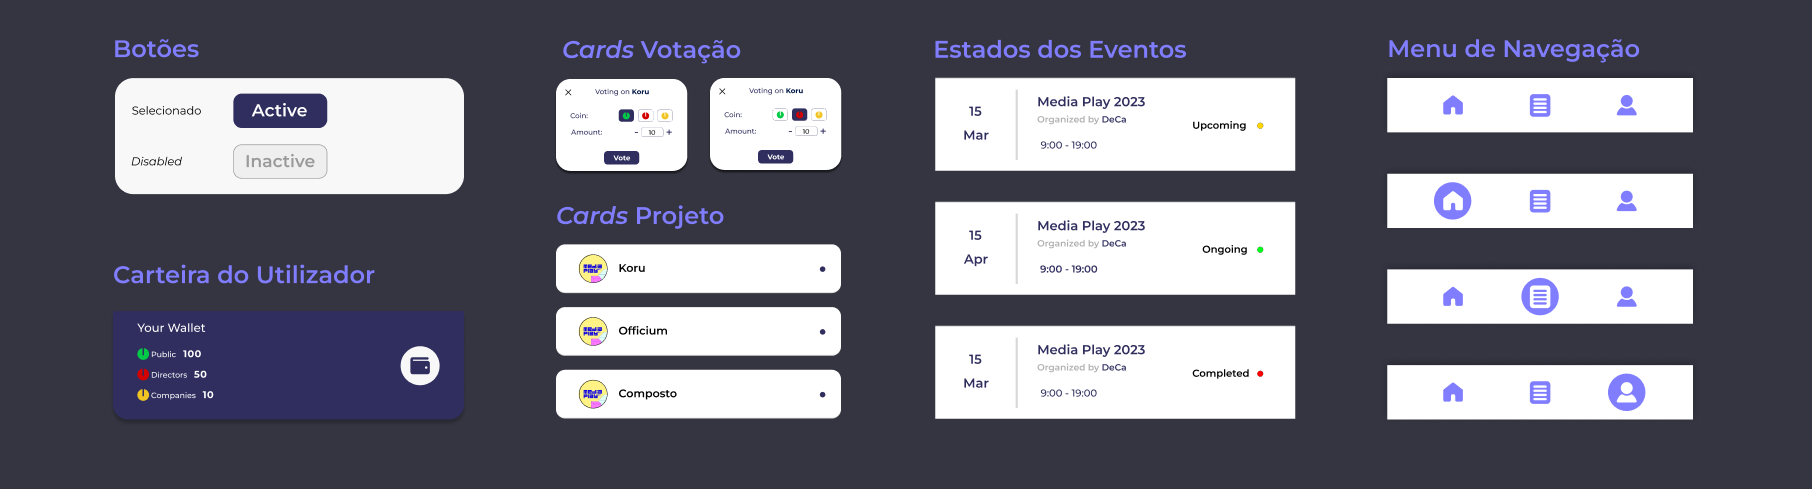 Botões
Selecionado
Active
Disabled
Inactive
Carteira do Utilizador
Your Wallet
Public 100
Directors 50
Companies 10
Cards Votação
Voting on Koru
Coin:
Amount: - 10 +
Vote
Voting on Koru
Coin:
Amount: - 10 +
Vote
Cards Projeto
Koru
Officium
Composto
Estados dos Eventos
15
Mar
Media Play 2023
Organized by DeCa
9:00 - 19:00
Upcoming
15
Apr
Media Play 2023
Organized by DeCa
9:00 - 19:00
Ongoing
15
Mar
Media Play 2023
Organized by DeCa
9:00 - 19:00
Completed
Menu de Navegação